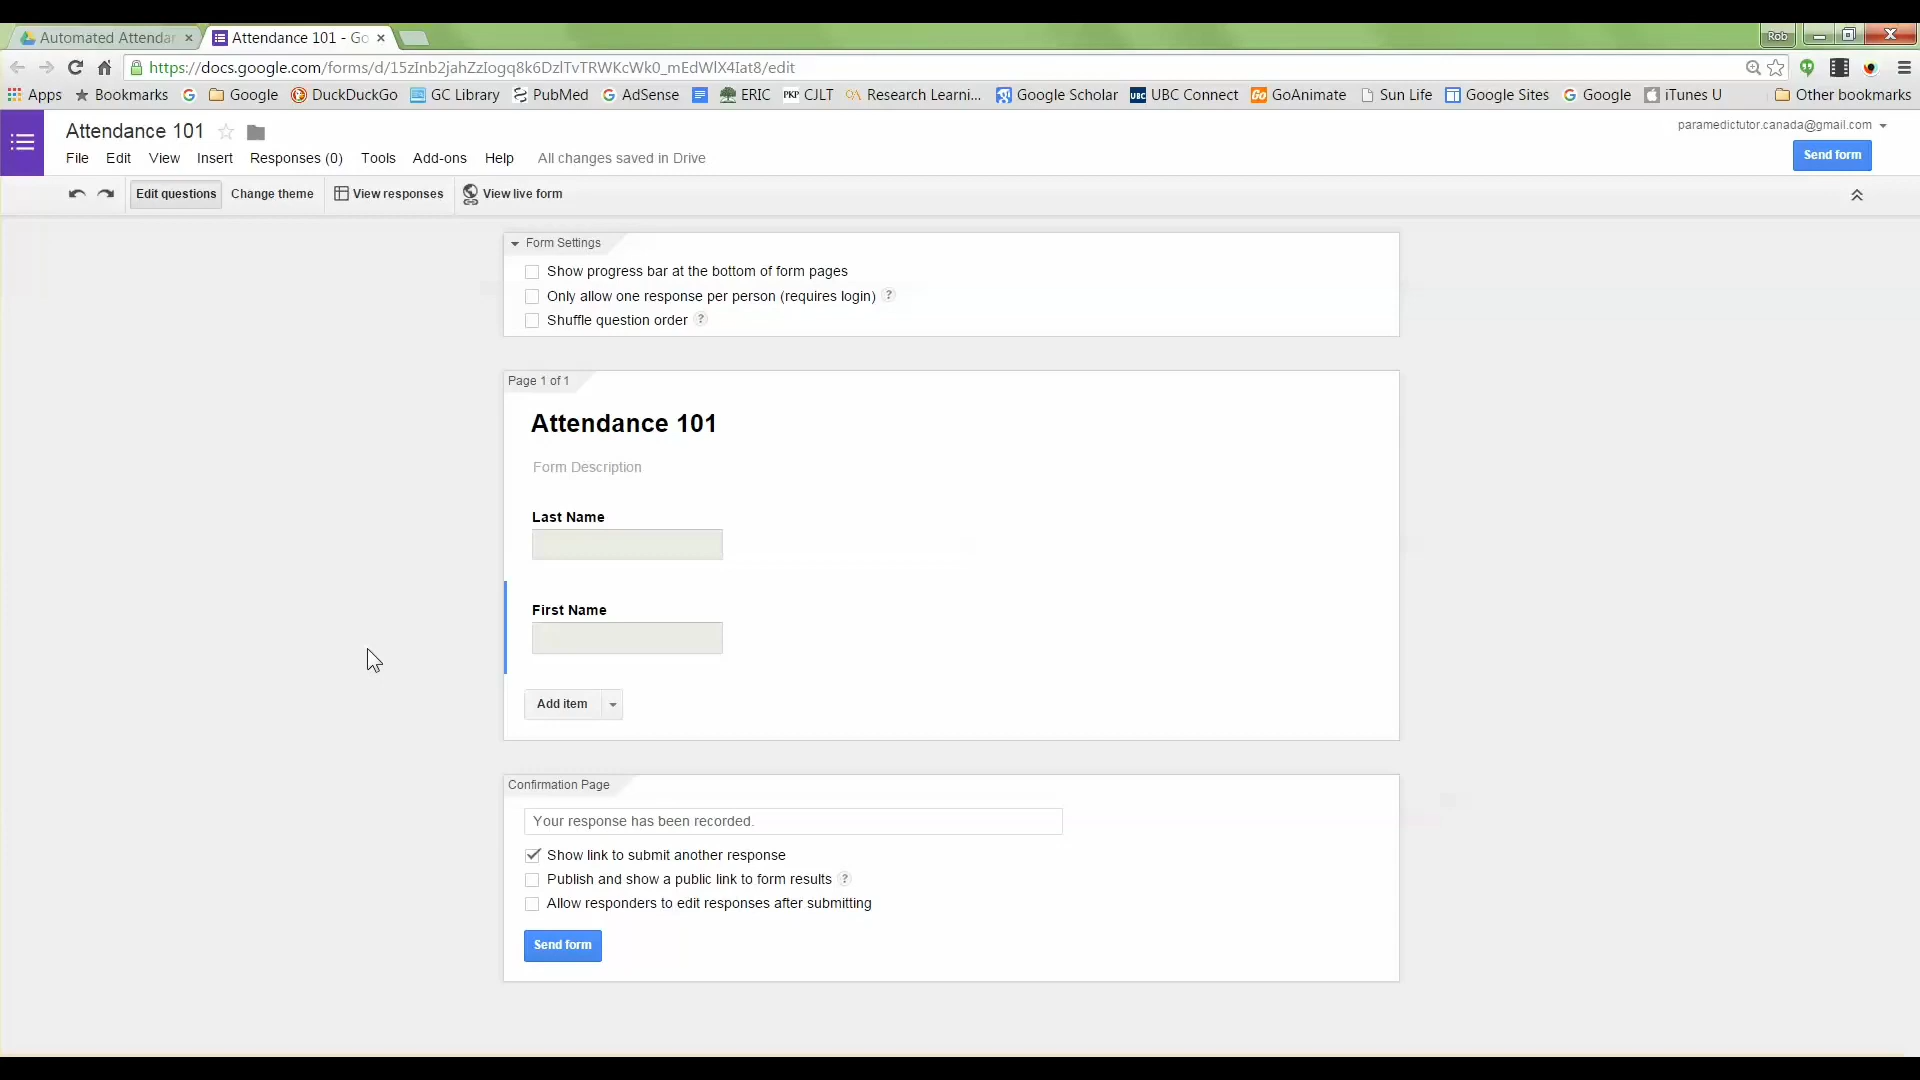 Automated Attendan
Attendance 101 - Go
Rob
https://docs.google.com/forms/d/15zInb2jahZzIogq8k6DzlTvTRWKcWk0_mEdWlX4Iat8/edit
Apps Bookmarks Google DuckDuckGo GC Library PubMed AdSense ERIC PKP CJLT Research Learni... Google Scholar UBC UBC Connect Go GoAnimate Sun Life Google Sites Google iTunes U Other bookmarks
Attendance 101
paramedictutor.canada@gmail.com
File Edit View Insert Responses (0) Tools Add-ons Help All changes saved in Drive
Send form
Edit questions Change theme View responses View live form
Form Settings
Show progress bar at the bottom of form pages
Only allow one response per person (requires login) ?
Shuffle question order ?
Page 1 of 1
Attendance 101
Form Description
Last Name
First Name
Add item
Confirmation Page
Your response has been recorded.
Show link to submit another response
Publish and show a public link to form results ?
Allow responders to edit responses after submitting
Send form